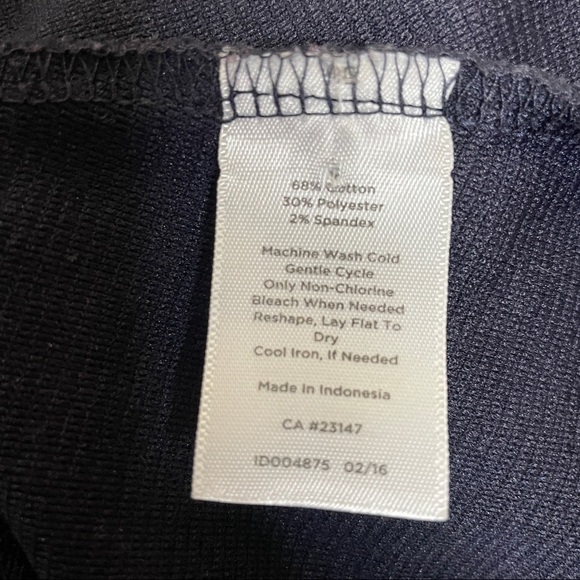 68% Cotton
30% Polyester
2% Spandex
Machine Wash Cold
Gentle Cycle
Only Non-Chlorine
Bleach When Needed
Reshape, Lay Flat To
Dry
Cool Iron, If Needed
Made In Indonesia
CA #23147
ID004875 02/16